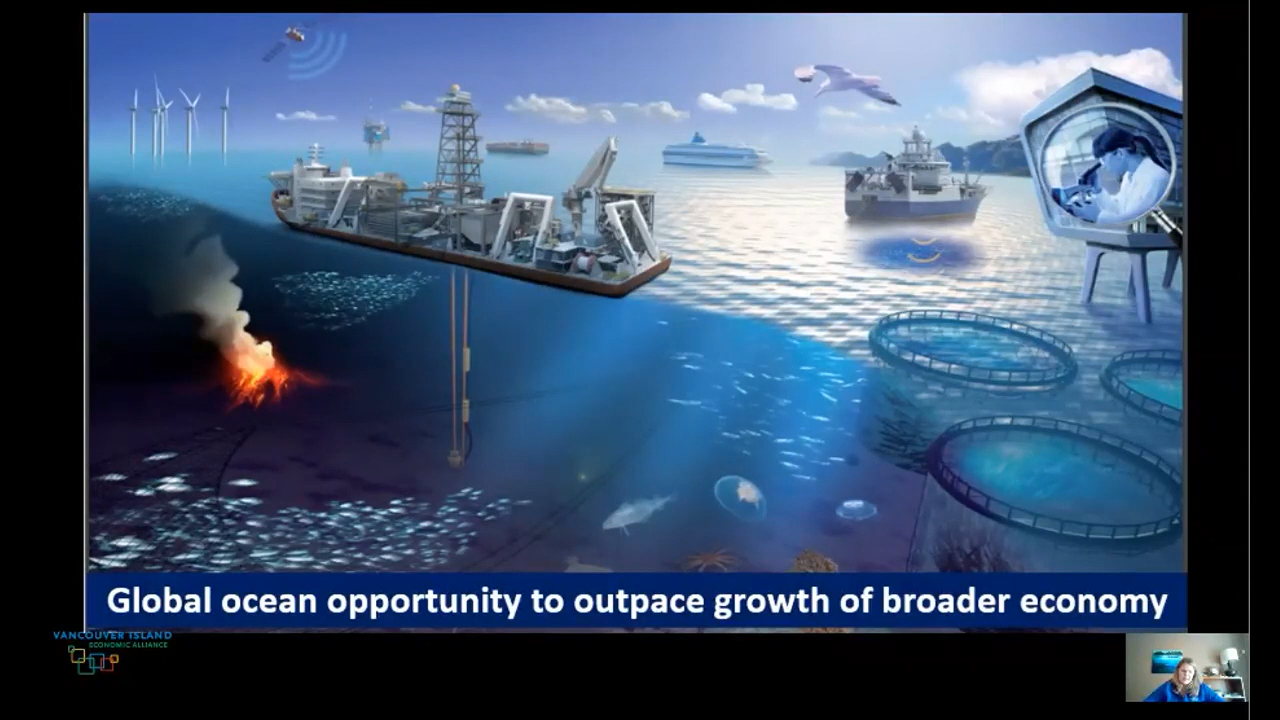 Global ocean opportunity to outpace growth of broader economy
VANCOUVER ISLAND
ECONOMIC ALLIANCE